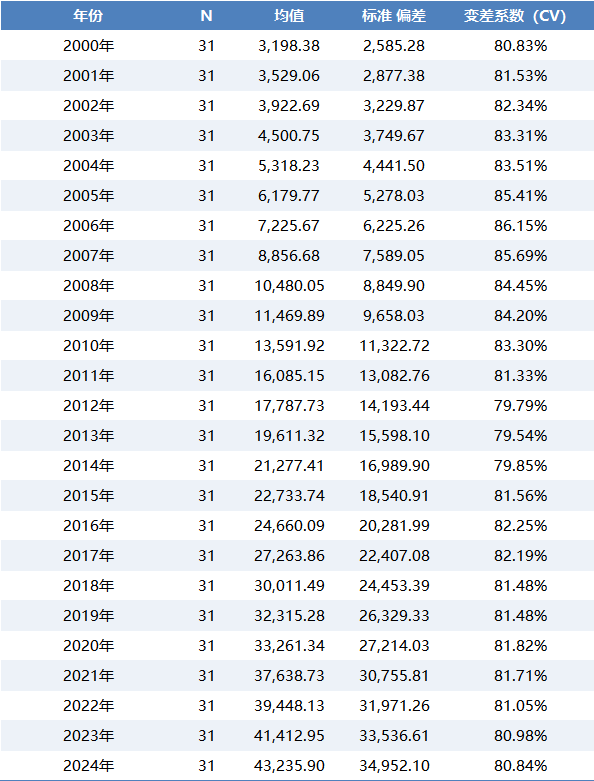 年份 N 均值 标准 偏差 变差系数（CV）
2000年 31 3,198.38 2,585.28 80.83%
2001年 31 3,529.06 2,877.38 81.53%
2002年 31 3,922.69 3,229.87 82.34%
2003年 31 4,500.75 3,749.67 83.31%
2004年 31 5,318.23 4,441.50 83.51%
2005年 31 6,179.77 5,278.03 85.41%
2006年 31 7,225.67 6,225.26 86.15%
2007年 31 8,856.68 7,589.05 85.69%
2008年 31 10,480.05 8,849.90 84.45%
2009年 31 11,469.89 9,658.03 84.20%
2010年 31 13,591.92 11,322.72 83.30%
2011年 31 16,085.15 13,082.76 81.33%
2012年 31 17,787.73 14,193.44 79.79%
2013年 31 19,611.32 15,598.10 79.54%
2014年 31 21,277.41 16,989.90 79.85%
2015年 31 22,733.74 18,540.91 81.56%
2016年 31 24,660.09 20,281.99 82.25%
2017年 31 27,263.86 22,407.08 82.19%
2018年 31 30,011.49 24,453.39 81.48%
2019年 31 32,315.28 26,329.33 81.48%
2020年 31 33,261.34 27,214.03 81.82%
2021年 31 37,638.73 30,755.81 81.71%
2022年 31 39,448.13 31,971.26 81.05%
2023年 31 41,412.95 33,536.61 80.98%
2024年 31 43,235.90 34,952.10 80.84%